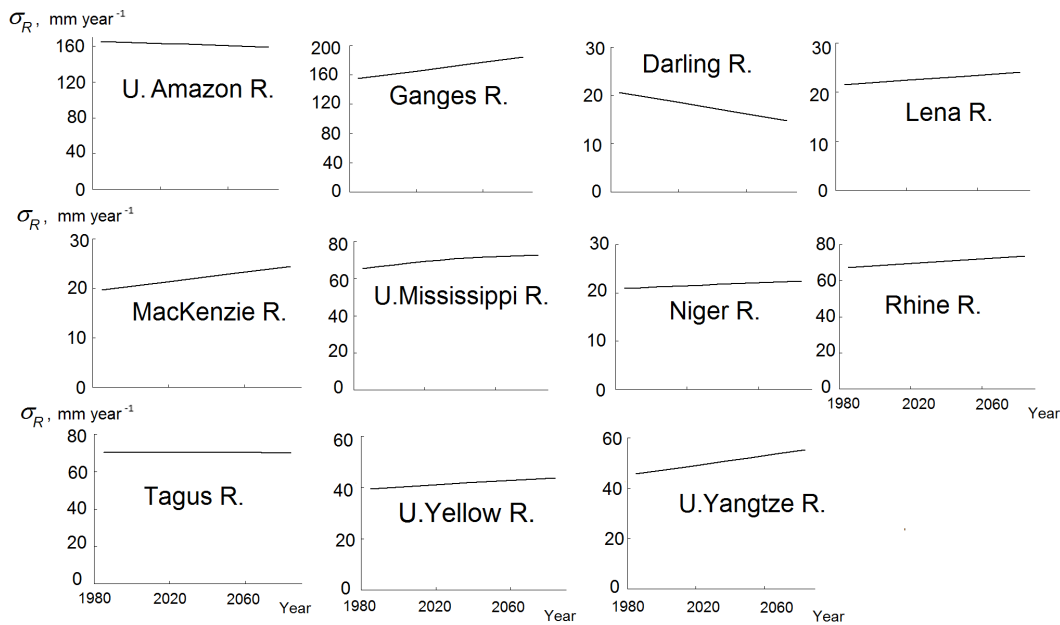 σR, mm year-1
160
120
80
40
0
U. Amazon R.
200
160
120
80
40
0
Ganges R.
30
20
10
0
Darling R.
30
20
10
0
Lena R.
σR, mm year-1
30
20
10
0
MacKenzie R.
80
60
40
20
0
U.Mississippi R.
30
20
10
0
Niger R.
80
60
40
20
0
Rhine R.
1980 2020 2060 Year
σR, mm year-1
80
60
40
20
0
Tagus R.
1980 2020 2060 Year
60
40
20
0
U.Yellow R.
1980 2020 2060 Year
60
40
20
0
U.Yangtze R.
1980 2020 2060 Year